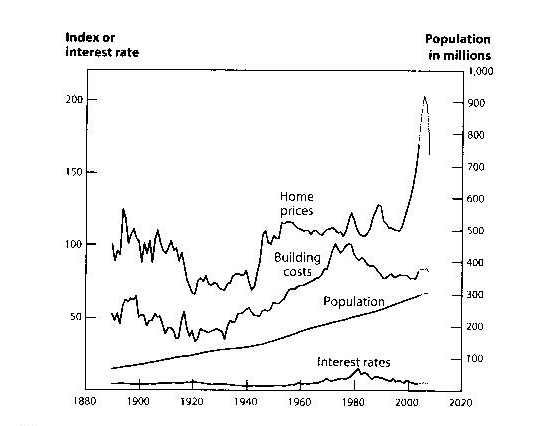 Index or
interest rate
Population
in millions
1,000
200
900
800
700
150
600
Home
prices
500
100
400
Building
costs
300
Population
50
200
Interest rates
100
1880
1900
1920
1940
1960
1980
2000
2020